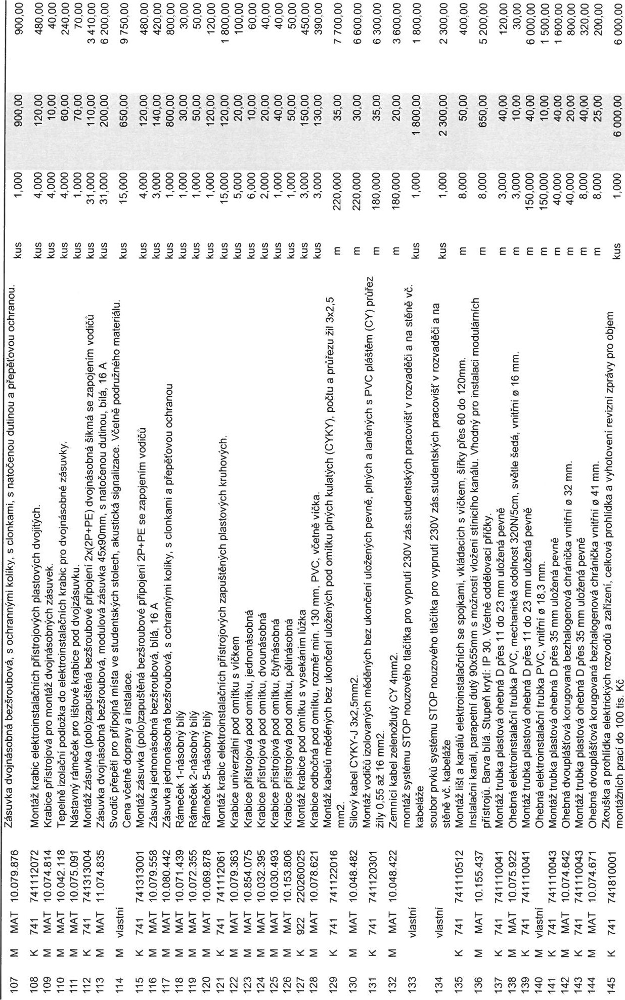 107 M MAT 10.079.876 Zásuvka dvojnásobná bezšroubová, s ochrannými kolíky, s clonkami, s natočenou dutinou a přepěťovou ochranou. kus 1,000 900,00 900,00
108 K 741 741112072 Montáž krabic elektroinstalačních přístrojových plastových dvojitých. kus 4,000 120,00 480,00
109 M MAT 10.074.814 Krabice přístrojová pro montáž dvojnásobných zásuvek. kus 4,000 10,00 40,00
110 M MAT 10.042.118 Tepelně izolační podložka do elektroinstalačních krabic pro dvojnásobné zásuvky. kus 4,000 60,00 240,00
111 M MAT 10.075.091 Nástavný rámeček pro lištové krabice pod dvojzásuvku. kus 1,000 70,00 70,00
112 K 741 741313004 Montáž zásuvka (polo)zapuštěná bezšroubové připojení 2x(2P+PE) dvojnásobná šikmá se zapojením vodičů kus 31,000 110,00 3 410,00
113 M MAT 11.074.835 Zásuvka dvojnásobná bezšroubová, modulová zásuvka 45x90mm, s natočenou dutinou, bílá, 16 A kus 31,000 200,00 6 200,00
114 M vlastní Svodič přepětí pro přípojná místa ve studentských stolech, akustická signalizace. Včetně podružného materiálu. kus 15,000 650,00 9 750,00
Cena včetně dopravy a instalace.
115 K 741 741313001 Montáž zásuvka (polo)zapuštěná bezšroubové připojení 2P+PE se zapojením vodičů kus 4,000 120,00 480,00
116 M MAT 10.079.558 Zásuvka jednonásobná bezšroubová, bílá, 16 A kus 3,000 140,00 420,00
117 M MAT 10.080.442 Zásuvka jednonásobná bezšroubová, s ochrannými kolíky, s clonkami a přepěťovou ochranou kus 1,000 800,00 800,00
118 M MAT 10.071.439 Rámeček 1-násobný bílý kus 1,000 30,00 30,00
119 M MAT 10.072.355 Rámeček 2-násobný bílý kus 1,000 50,00 50,00
120 M MAT 10.069.878 Rámeček 5-násobný bílý kus 1,000 120,00 120,00
121 K 741 741112061 Montáž krabic elektroinstalačních přístrojových zapuštěných plastových kruhových. kus 15,000 120,00 1 800,00
122 M MAT 10.079.363 Krabice univerzální pod omítku s víčkem kus 5,000 20,00 100,00
123 M MAT 10.854.075 Krabice přístrojová pod omítku, jednonásobná kus 6,000 10,00 60,00
124 M MAT 10.032.395 Krabice přístrojová pod omítku, dvounásobná kus 2,000 20,00 40,00
125 M MAT 10.030.493 Krabice přístrojová pod omítku, čtyřnásobná kus 1,000 40,00 40,00
126 M MAT 10.153.806 Krabice přístrojová pod omítku, pětinásobná kus 1,000 50,00 50,00
127 K 922 220260025 Montáž krabice pod omítku s vysekáním lůžka kus 3,000 150,00 450,00
128 M MAT 10.078.621 Krabice odbočná pod omítku, rozměr min. 130 mm, PVC, včetně víčka. kus 3,000 130,00 390,00
129 K 741 741122016 Montáž kabelů měděných bez ukončení uložených pod omítku plných kulatých (CYKY), počtu a průřezu žil 3x2,5 m 220,000 35,00 7 700,00
mm2.
130 M MAT 10.048.482 Silový kabel CYKY-J 3x2,5mm2. m 220,000 30,00 6 600,00
131 K 741 741120301 Montáž vodičů izolovaných měděných bez ukončení uložených pevně, plných a laněných s PVC pláštěm (CY) průřez m 180,000 35,00 6 300,00
žíly 0,55 až 16 mm2.
132 M MAT 10.048.422 Zemnící kabel zelenožlutý CY 4mm2. m 180,000 20,00 3 600,00
133 vlastní montáž systému STOP nouzového tlačítka pro vypnutí 230V zás.studentských pracovišť v rozvaděči a na stěně vč. kus 1,000 1 800,00 1 800,00
kabeláže
134 vlastní soubor prvků systému STOP nouzového tlačítka pro vypnutí 230V zás.studentských pracovišť v rozvaděči a na kus 1,000 2 300,00 2 300,00
stěně vč. kabeláže
135 K 741 741110512 Montáž lišt a kanálů elektroinstalačních se spojkami, vkládacích s víčkem, šířky přes 60 do 120mm. m 8,000 50,00 400,00
136 M MAT 10.155.437 Instalační kanál, parapetní dutý 90x55mm s možností vložení stínicího kanálu. Vhodný pro instalaci modulárních m 8,000 650,00 5 200,00
přístrojů. Barva bílá. Stupeň krytí: IP 30. Včetně oddělovací příčky.
137 K 741 741110041 Montáž trubka plastová ohebná D přes 11 do 23 mm uložená pevně m 3,000 40,00 120,00
138 M MAT 10.075.922 Ohebná elektroinstalační trubka PVC, mechanická odolnost 320N/5cm, světle šedá, vnitřní ø 16 mm. m 3,000 10,00 30,00
139 K 741 741110041 Montáž trubka plastová ohebná D přes 11 do 23 mm uložená pevně m 150,000 40,00 6 000,00
140 M vlastní Ohebná elektroinstalační trubka PVC, vnitřní ø 18,3 mm. m 150,000 10,00 1 500,00
141 K 741 741110043 Montáž trubka plastová ohebná D přes 35 mm uložená pevně m 40,000 40,00 1 600,00
142 M MAT 10.074.642 Ohebná dvouplášťová korugovaná bezhalogenová chránička vnitřní ø 32 mm. m 40,000 20,00 800,00
143 K 741 741110043 Montáž trubka plastová ohebná D přes 35 mm uložená pevně m 8,000 40,00 320,00
144 M MAT 10.074.671 Ohebná dvouplášťová korugovaná bezhalogenová chránička vnitřní ø 41 mm. m 8,000 25,00 200,00
145 K 741 741810001 Zkouška a prohlídka elektrických rozvodů a zařízení, celková prohlídka a vyhotovení revizní zprávy pro objem kus 1,000 6 000,00 6 000,00
montážních prací do 100 tis. Kč